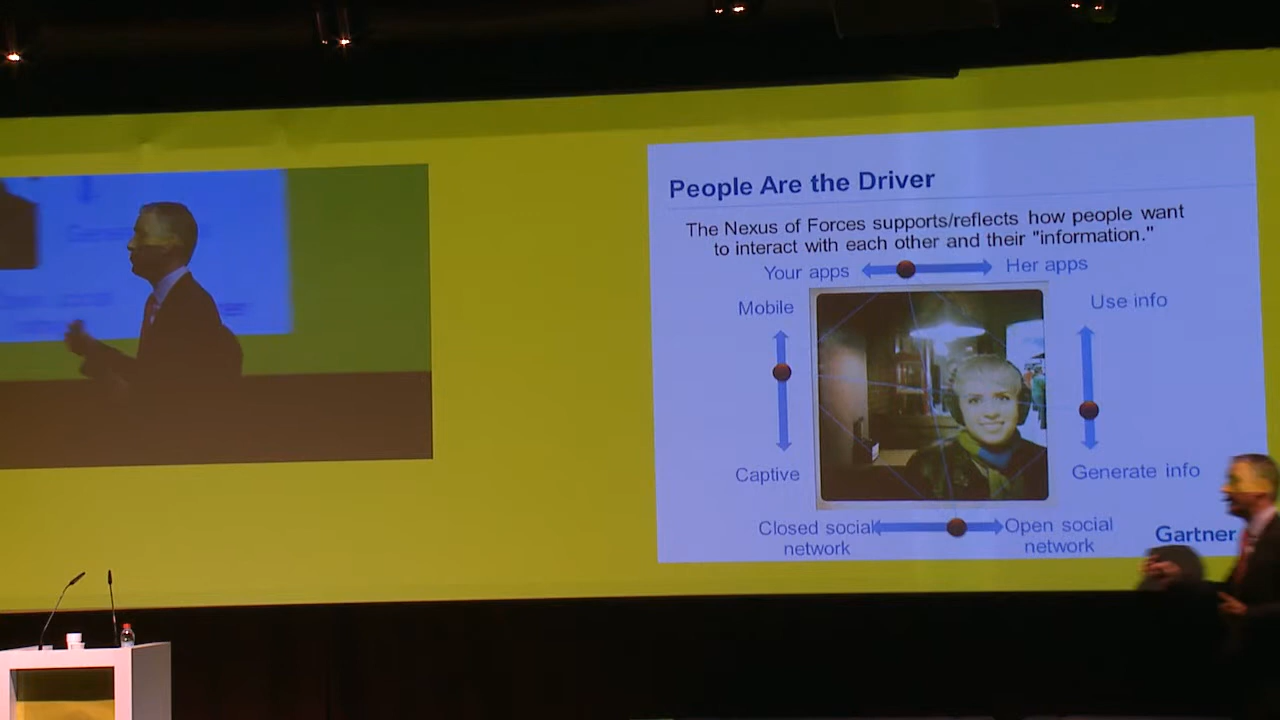 People Are the Driver
The Nexus of Forces supports/reflects how people want
to interact with each other and their "information."
Your apps
Her apps
Mobile
Use info
Captive
Generate info
Closed social
network
Open social
network
Gartner